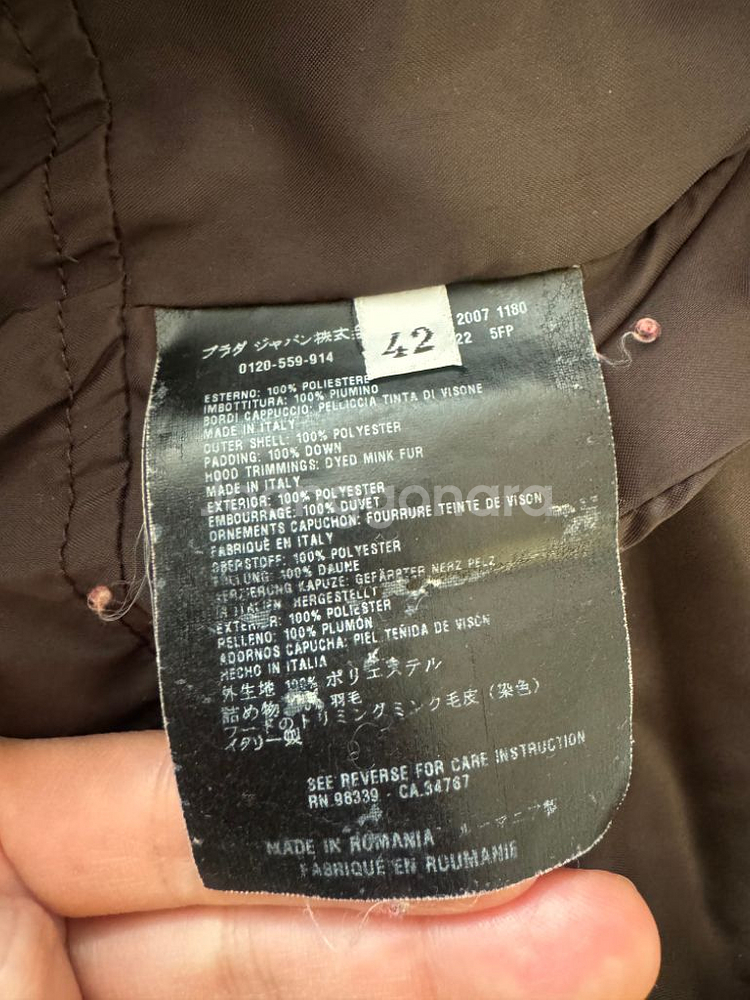 プラダ ジャパン株式
2007 1180
42
22 5FP
0120-559-914
ESTERNO: 100% POLIESTERE
IMBOTTITURA: 100% PIUMINO
BORDI CAPPUCCIO: PELLICCIA TINTA DI VISONE
MADE IN ITALY
OUTER SHELL: 100% POLYESTER
PADDING: 100% DOWN
HOOD TRIMMINGS: DYED MINK FUR
MADE IN ITALY
EXTERIOR: 100% POLYESTER
EMBOURRAGE: 100% DUVET
ORNEMENTS CAPUCHON: FOURRURE TEINTE DE VISON
FABRIQUÉ EN ITALY
OBERSTOFF: 100% POLYESTER
100% DAUNE
KAPUZE: GEFÄRBTER NERZ PELZ
IN ITALIEN HERGESTELLT
100% POLIESTER
PELLENO: 100% PLUMÓN
ADORNOS CAPUCHA: PIEL TEÑIDA DE VISON
HECHO IN ITALIA
外生地 100% ポリエステル
詰め物 羽毛
フードのトリミングミンク毛皮 (染色)
イタリー製
SEE REVERSE FOR CARE INSTRUCTION
RN 98339 - CA.34767
MADE IN ROMANIA ルーマニア製
FABRIQUÉ EN ROUMANIE